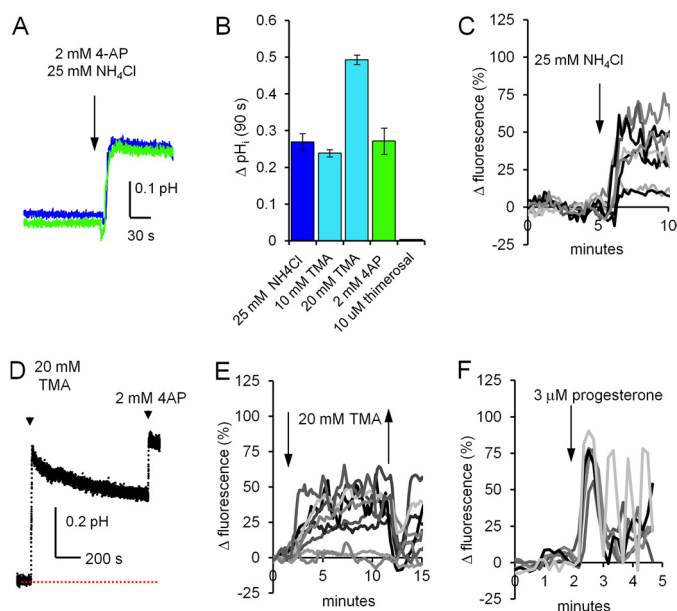 A
2 mM 4-AP
25 mM NH4Cl
0.1 pH
30 s
B
Δ pHi (90 s)
0.6
0.5
0.4
0.3
0.2
0.1
0
25 mM NH4Cl
10 mM TMA
20 mM TMA
2 mM 4AP
10 uM thimerosal
C
Δ fluorescence (%)
125
100
75
50
25
0
-25
25 mM NH4Cl
0
5
10
minutes
D
20 mM
TMA
2 mM 4AP
0.2 pH
200 s
E
Δ fluorescence (%)
125
100
75
50
25
0
-25
20 mM TMA
0
5
10
15
minutes
F
Δ fluorescence (%)
125
100
75
50
25
0
-25
3 µM progesterone
0
1
2
3
4
5
minutes